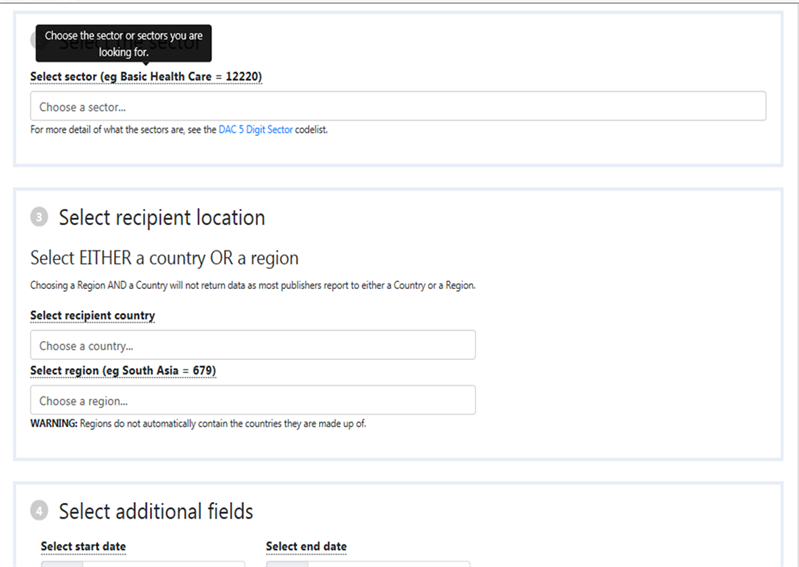 Choose the sector or sectors you are
looking for.
Select the sector
Select sector (eg Basic Health Care = 12220)
Choose a sector...
For more detail of what the sectors are, see the DAC 5 Digit Sector codelist.
3 Select recipient location
Select EITHER a country OR a region
Choosing a Region AND a Country will not return data as most publishers report to either a Country or a Region.
Select recipient country
Choose a country...
Select region (eg South Asia = 679)
Choose a region...
WARNING: Regions do not automatically contain the countries they are made up of.
4 Select additional fields
Select start date Select end date